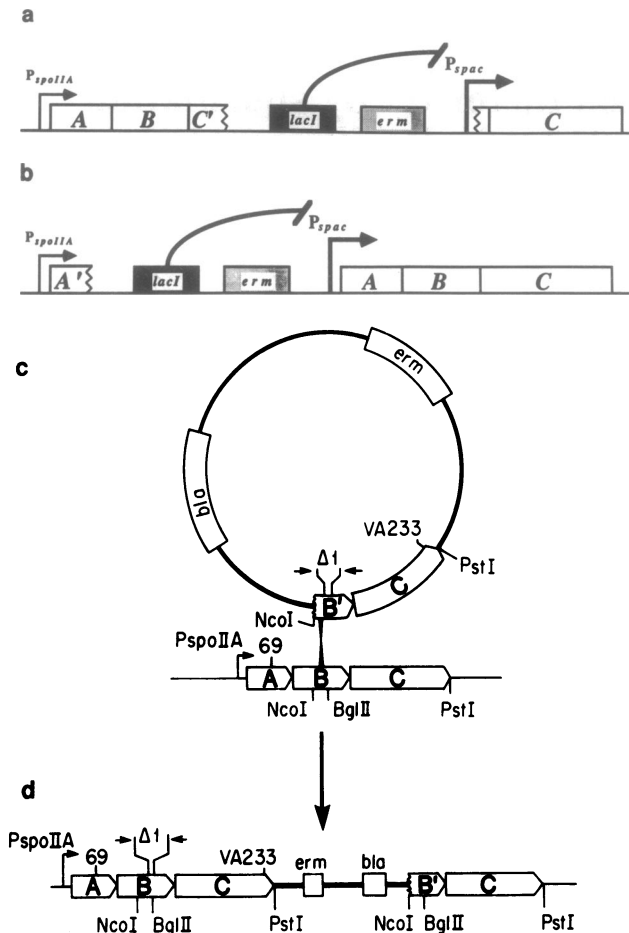 a
PspoIIA
Pspac
A B C' lacI erm C
b
PspoIIA
Pspac
A' lacI erm A B C
c
erm
bla
VA233
PstI
Δ1
C
B'
NcoI
PspoIIA
69
A B C
NcoI BglII PstI
d
PspoIIA
69
Δ1
VA233
erm
bla
A B C B' C
NcoI BglII PstI NcoI BglII PstI